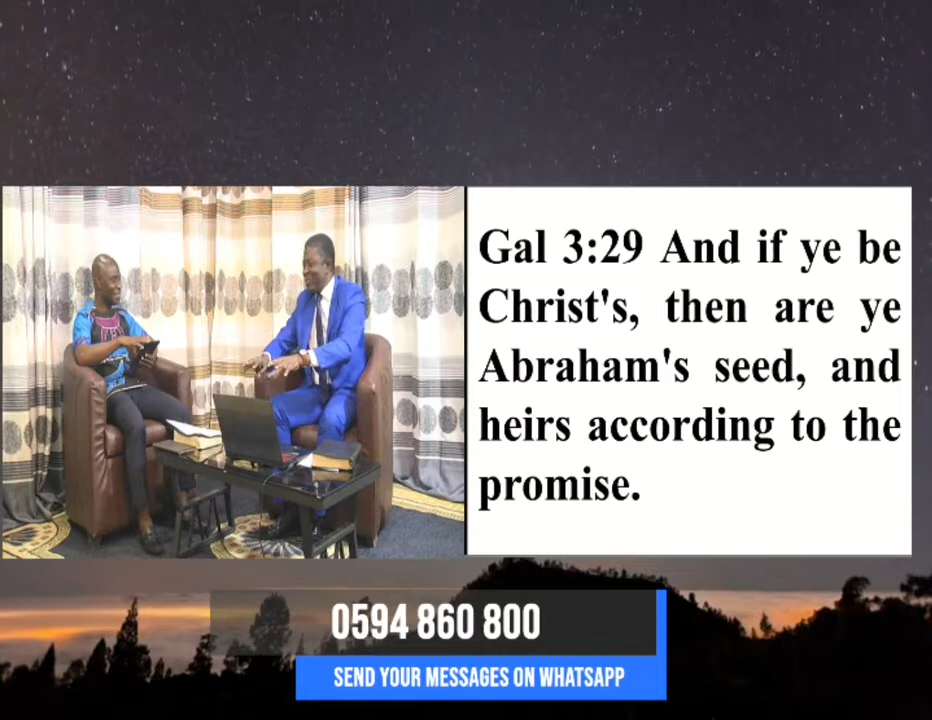 Gal 3:29 And if ye be
Christ's, then are ye
Abraham's seed, and
heirs according to the
promise.
0594 860 800
SEND YOUR MESSAGES ON WHATSAPP